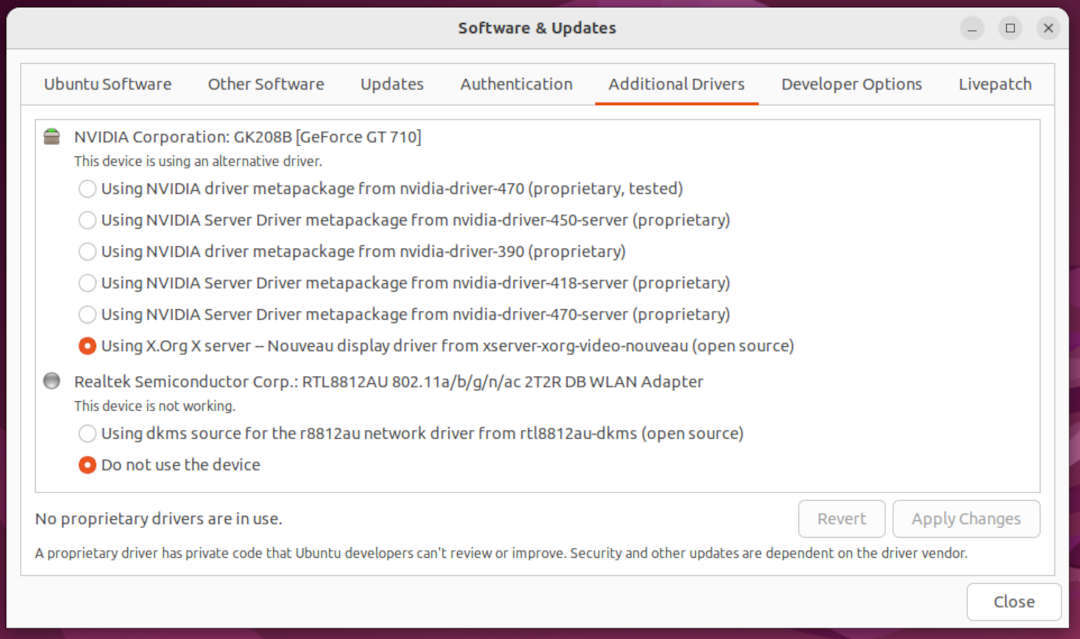 Software & Updates
Ubuntu Software Other Software Updates Authentication Additional Drivers Developer Options Livepatch
NVIDIA Corporation: GK208B [GeForce GT 710]
This device is using an alternative driver.
Using NVIDIA driver metapackage from nvidia-driver-470 (proprietary, tested)
Using NVIDIA Server Driver metapackage from nvidia-driver-450-server (proprietary)
Using NVIDIA driver metapackage from nvidia-driver-390 (proprietary)
Using NVIDIA Server Driver metapackage from nvidia-driver-418-server (proprietary)
Using NVIDIA Server Driver metapackage from nvidia-driver-470-server (proprietary)
Using X.Org X server – Nouveau display driver from xserver-xorg-video-nouveau (open source)
Realtek Semiconductor Corp.: RTL8812AU 802.11a/b/g/n/ac 2T2R DB WLAN Adapter
This device is not working.
Using dkms source for the r8812au network driver from rtl8812au-dkms (open source)
Do not use the device
No proprietary drivers are in use. Revert Apply Changes
A proprietary driver has private code that Ubuntu developers can't review or improve. Security and other updates are dependent on the driver vendor.
Close